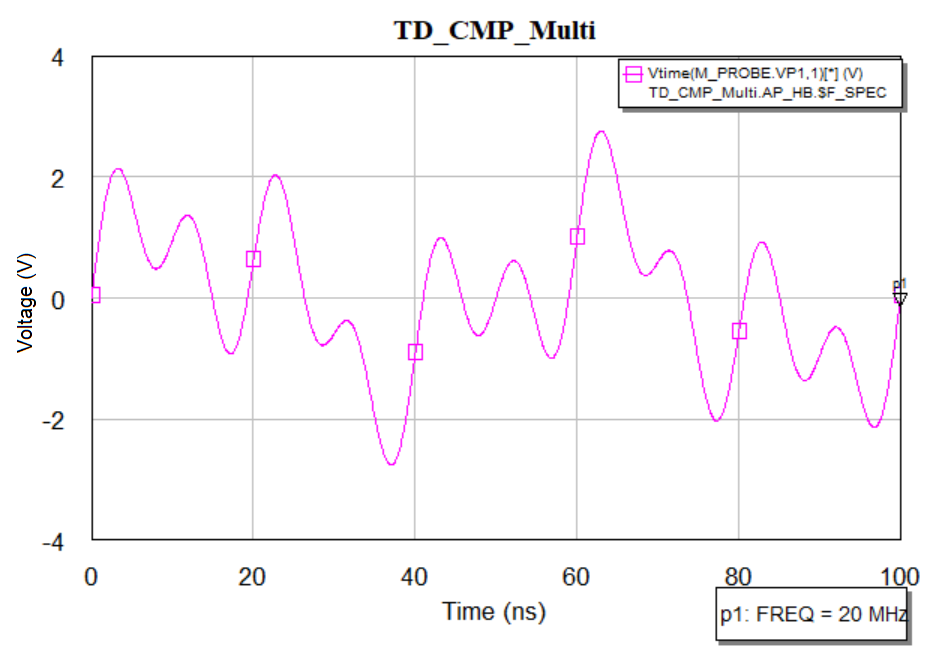 TD_CMP_Multi
Vtime(M_PROBE.VP1,1)[*] (V)
TD_CMP_Multi.AP_HB.$F_SPEC
4
2
0
-2
-4
Voltage (V)
p1
0
20
40
60
80
100
Time (ns)
p1: FREQ = 20 MHz